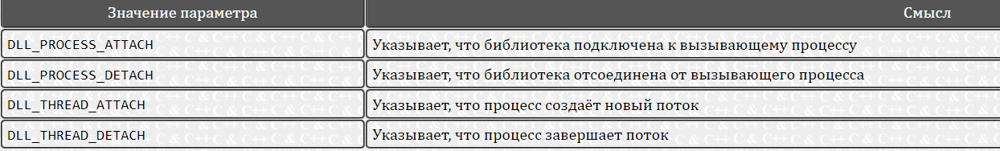 Значение параметра Смысл
DLL_PROCESS_ATTACH Указывает, что библиотека подключена к вызывающему процессу
DLL_PROCESS_DETACH Указывает, что библиотека отсоединена от вызывающего процесса
DLL_THREAD_ATTACH Указывает, что процесс создаёт новый поток
DLL_THREAD_DETACH Указывает, что процесс завершает поток